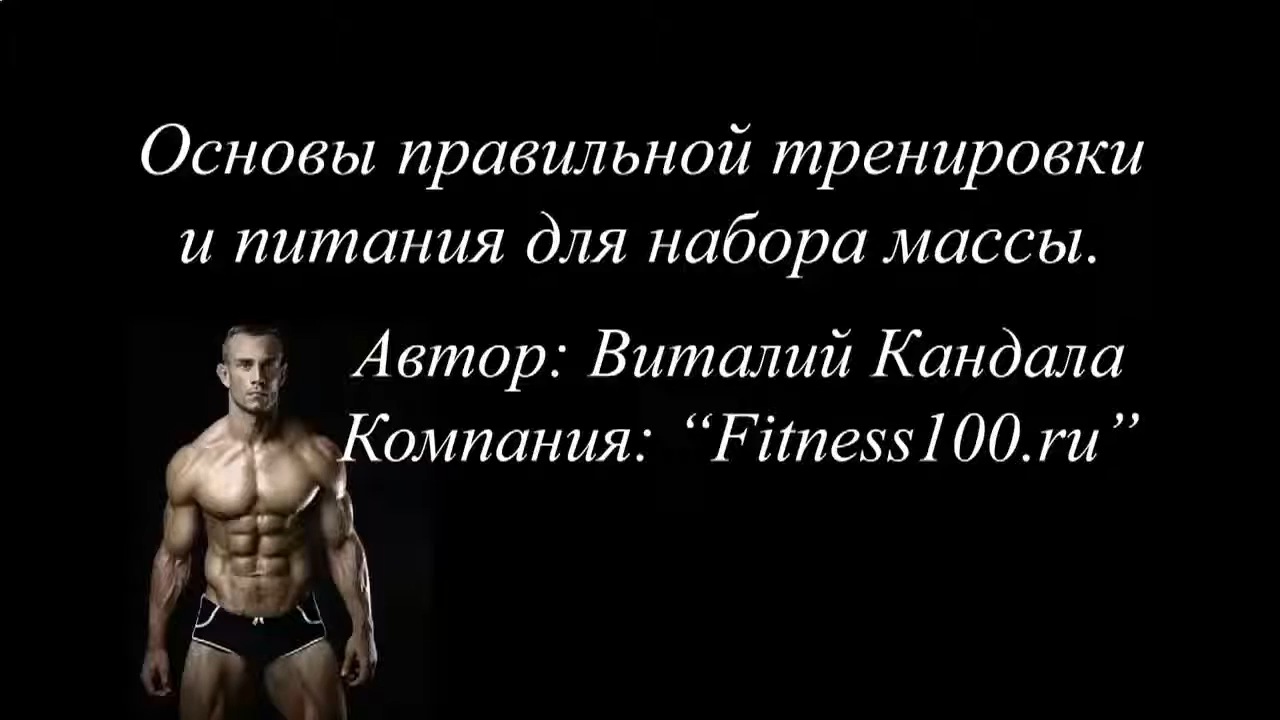 Основы правильной тренировки
и питания для набора массы.
Автор: Виталий Кандала
Компания: “Fitness100.ru”